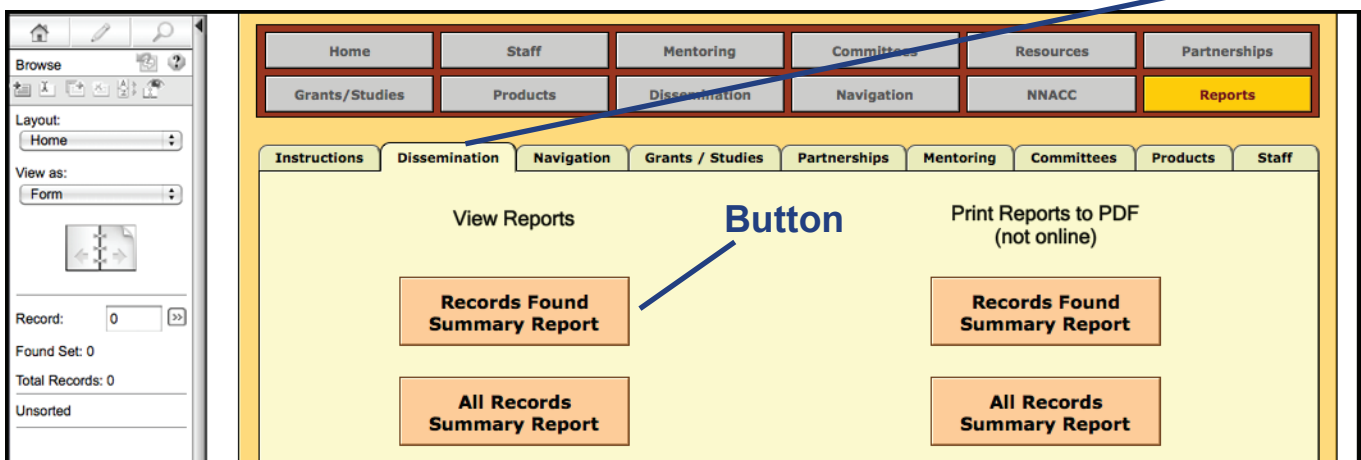 Browse
Layout:
Home
View as:
Form
Record: 0
Found Set: 0
Total Records: 0
Unsorted
Home Staff Mentoring Committees Resources Partnerships
Grants/Studies Products Dissemination Navigation NNACC Reports
Instructions Dissemination Navigation Grants / Studies Partnerships Mentoring Committees Products Staff
View Reports
Button
Print Reports to PDF
(not online)
Records Found
Summary Report
Records Found
Summary Report
All Records
Summary Report
All Records
Summary Report